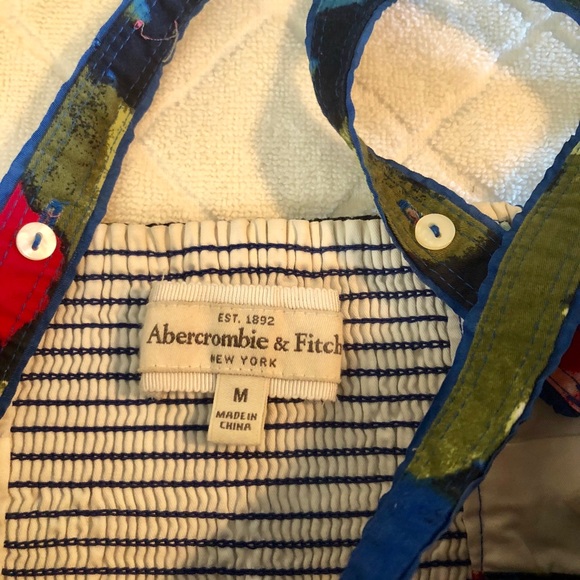 EST. 1892
Abercrombie & Fitch
NEW YORK
M
MADE IN
CHINA